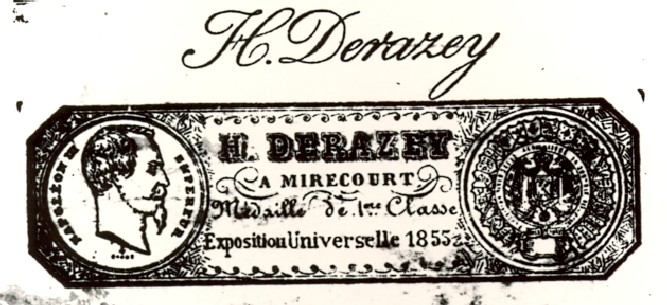 H. Derazey
NAPOLEON III EMPEREUR
H. DERAZEY
A MIRECOURT
Médaille de 1re Classe
Exposition Universelle 1855